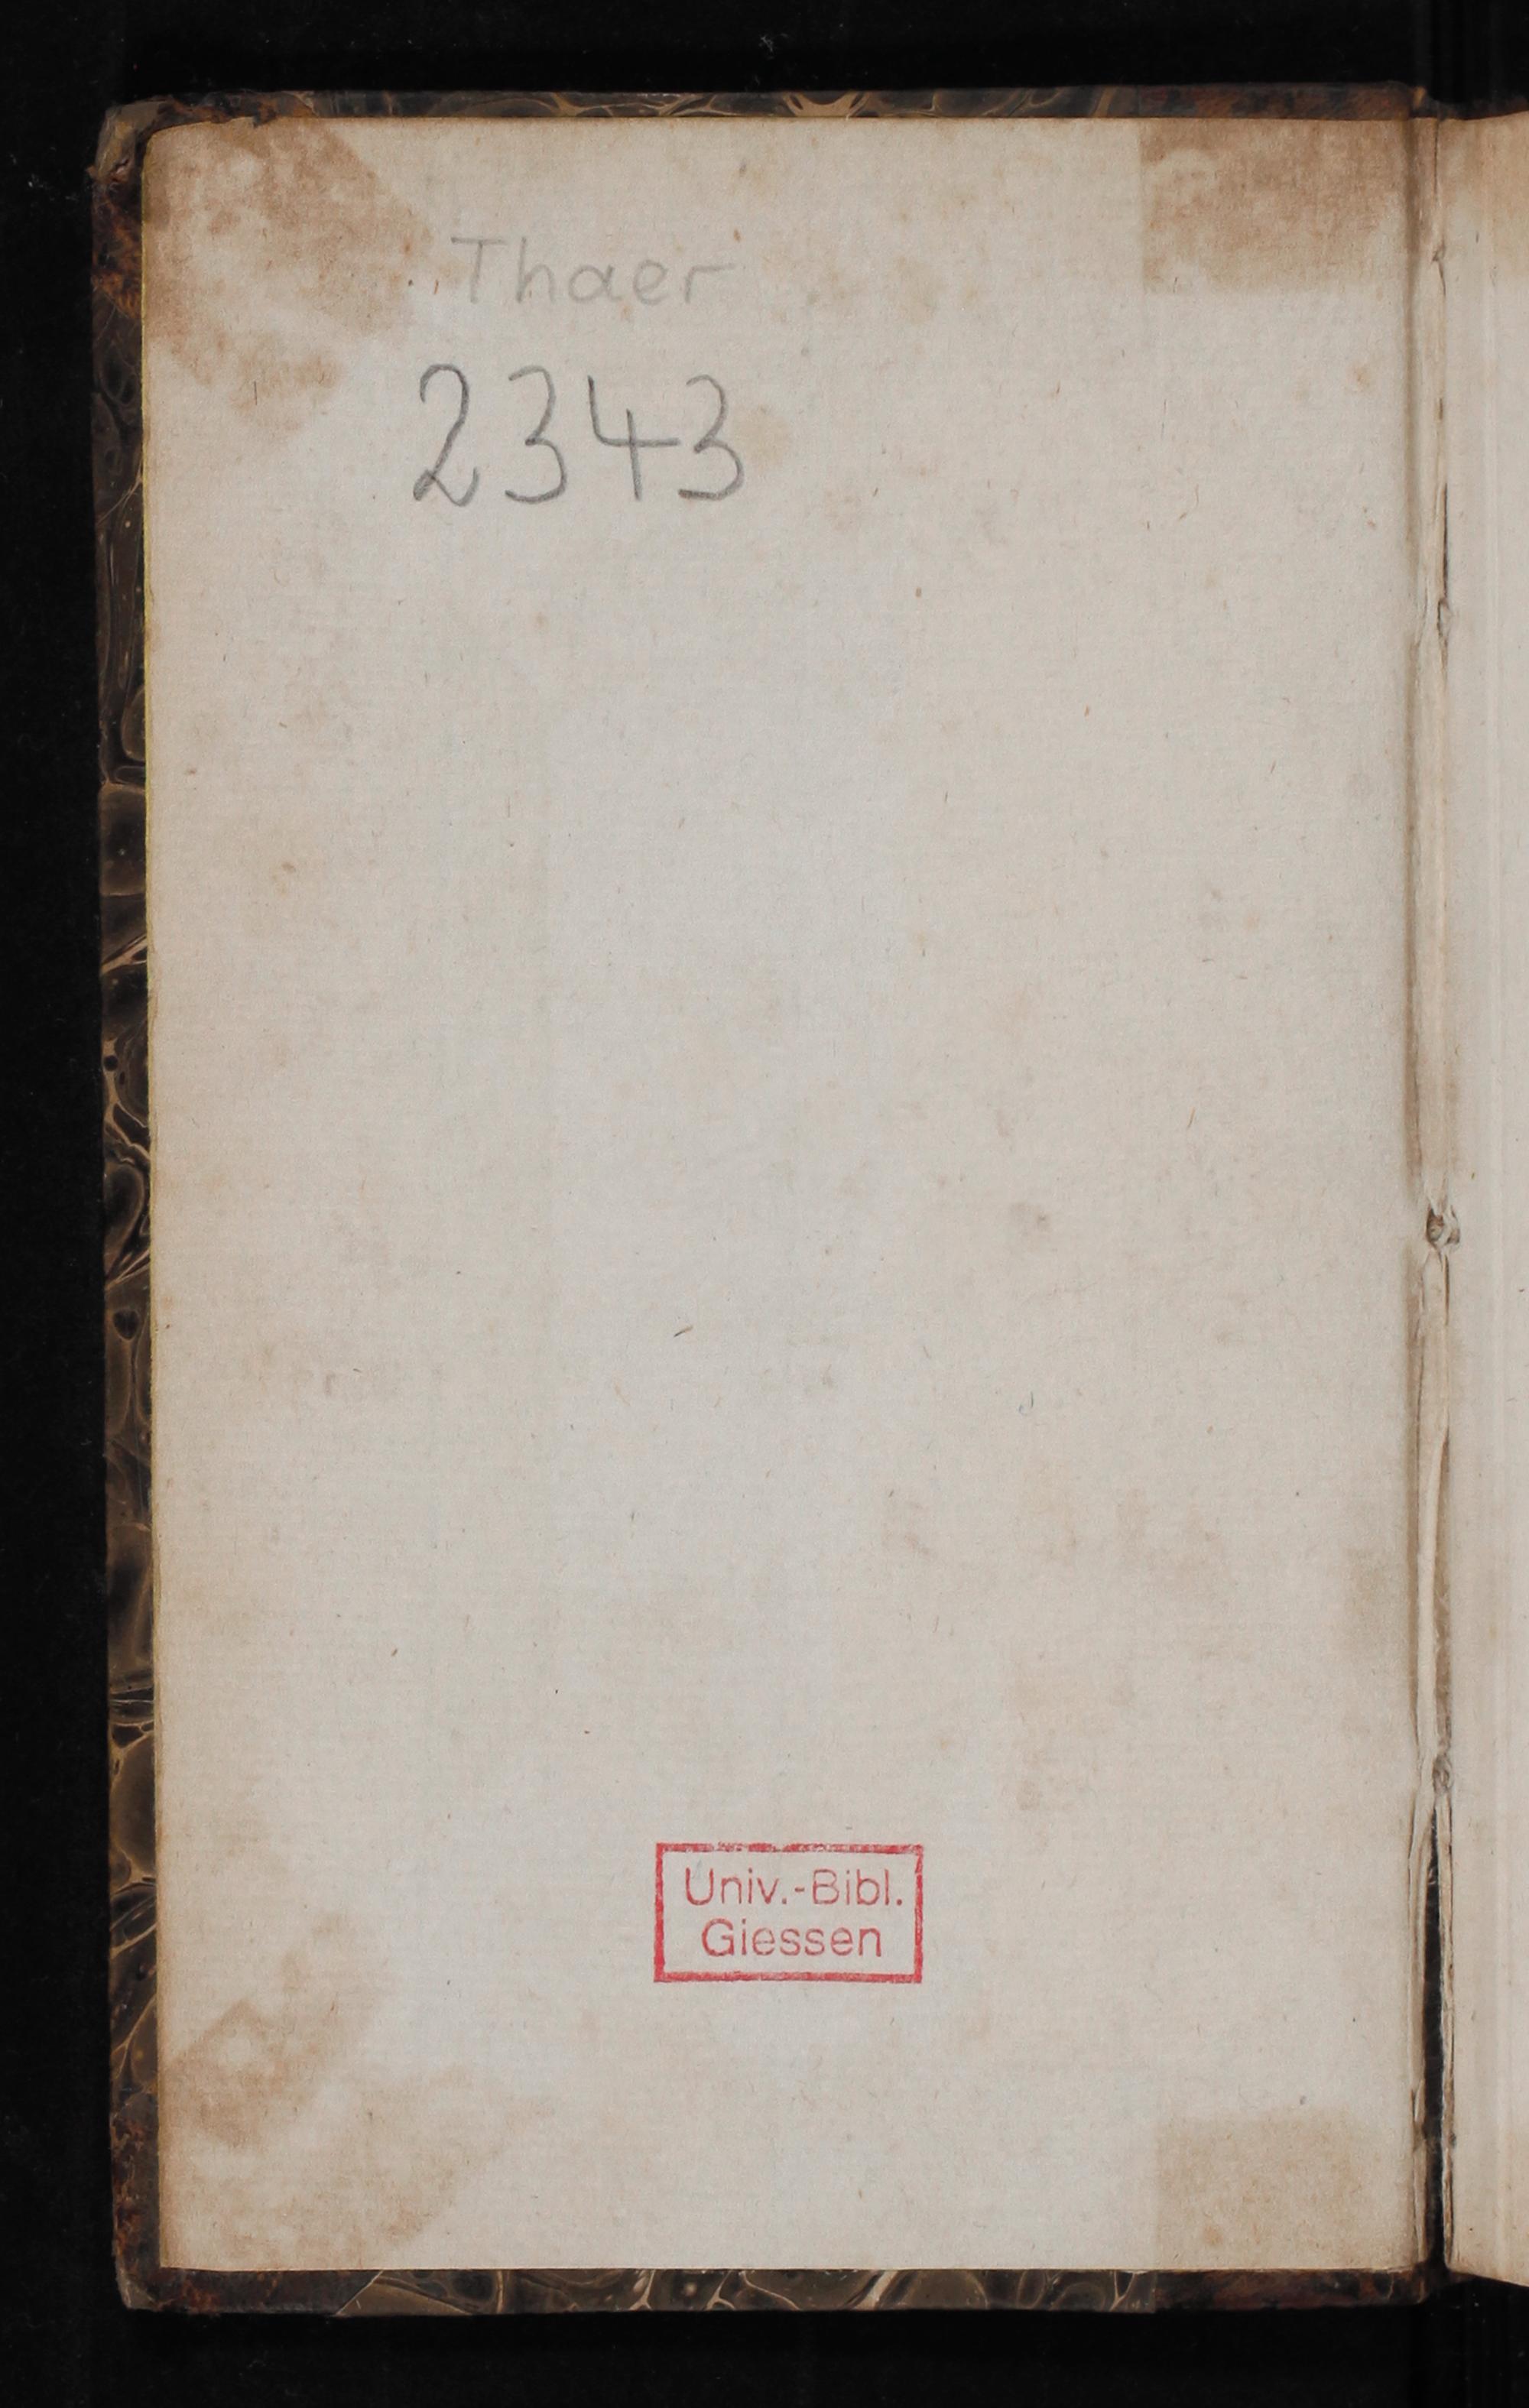 Thaer
2343
Univ.-Bibl.
Giessen